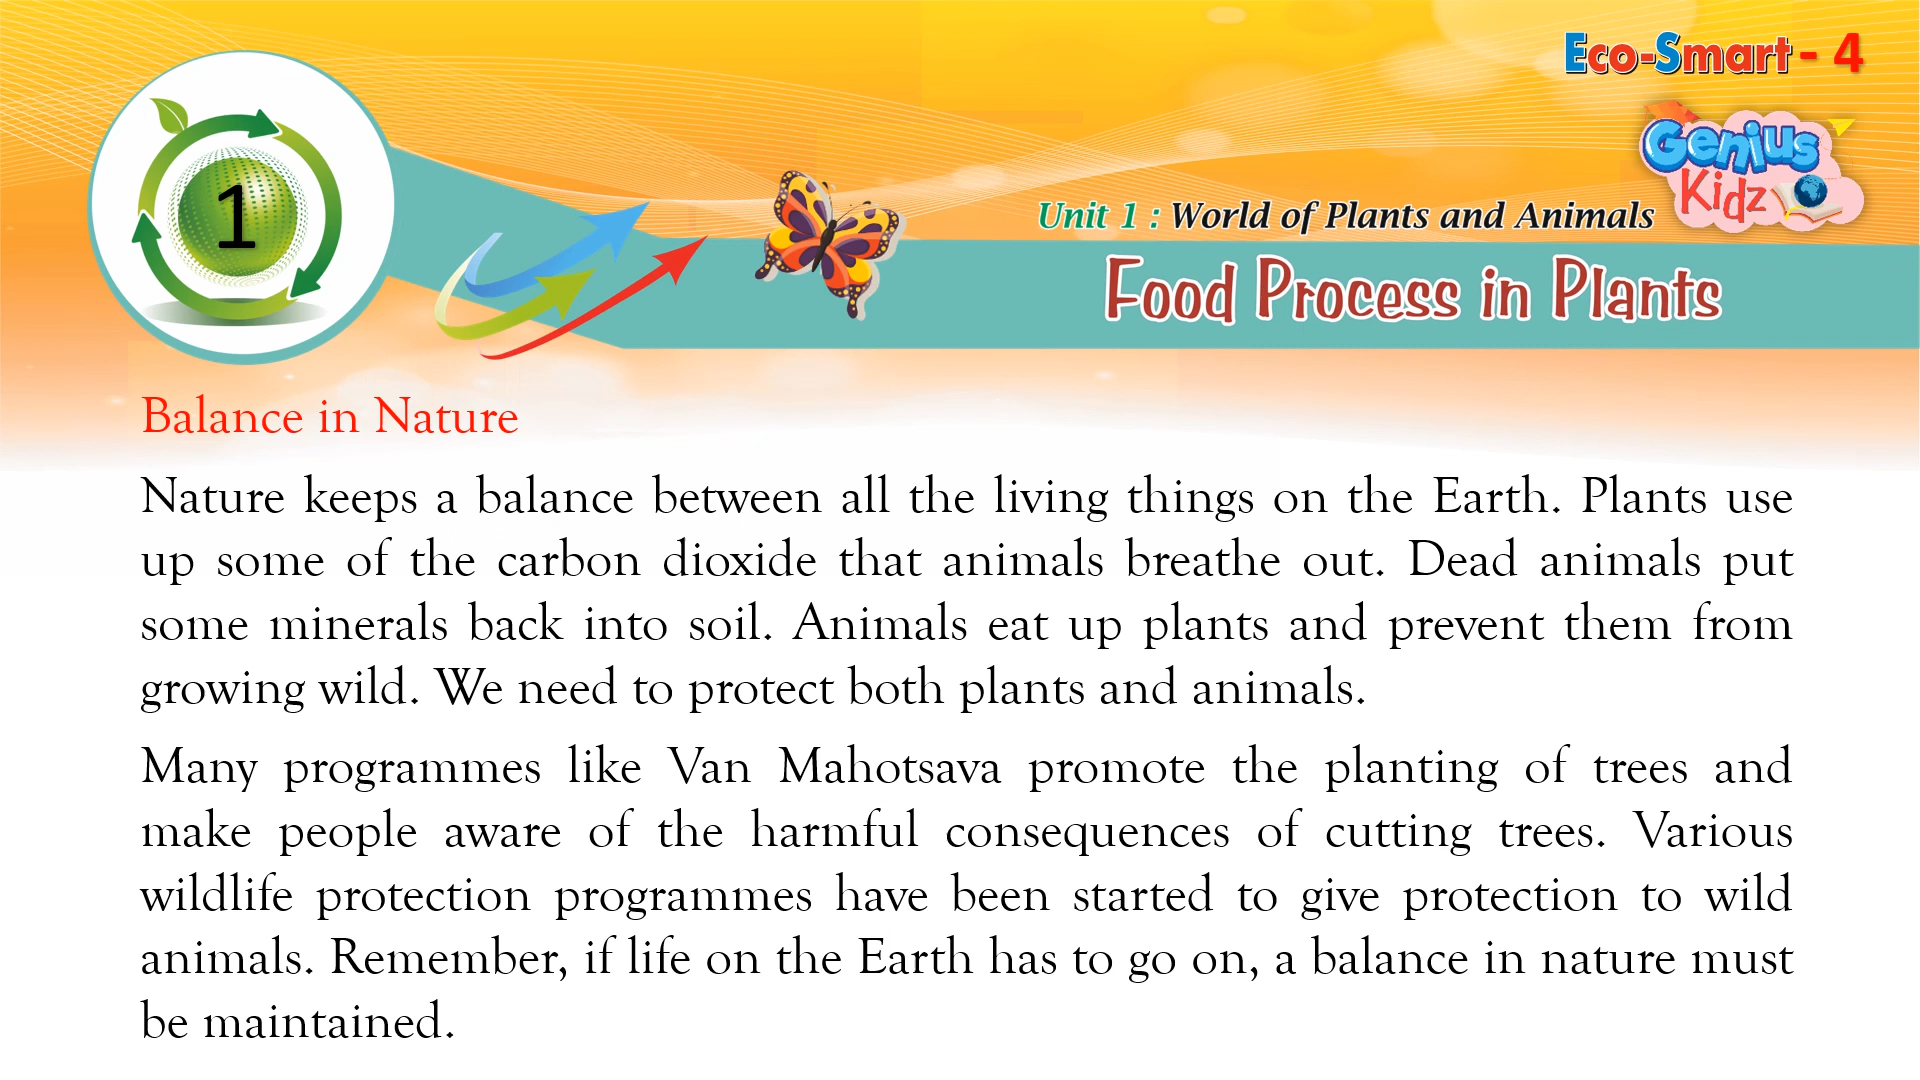 Eco-Smart - 4
Genius
Kidz
1
Unit 1 : World of Plants and Animals
Food Process in Plants
Balance in Nature
Nature keeps a balance between all the living things on the Earth. Plants use
up some of the carbon dioxide that animals breathe out. Dead animals put
some minerals back into soil. Animals eat up plants and prevent them from
growing wild. We need to protect both plants and animals.
Many programmes like Van Mahotsava promote the planting of trees and
make people aware of the harmful consequences of cutting trees. Various
wildlife protection programmes have been started to give protection to wild
animals. Remember, if life on the Earth has to go on, a balance in nature must
be maintained.